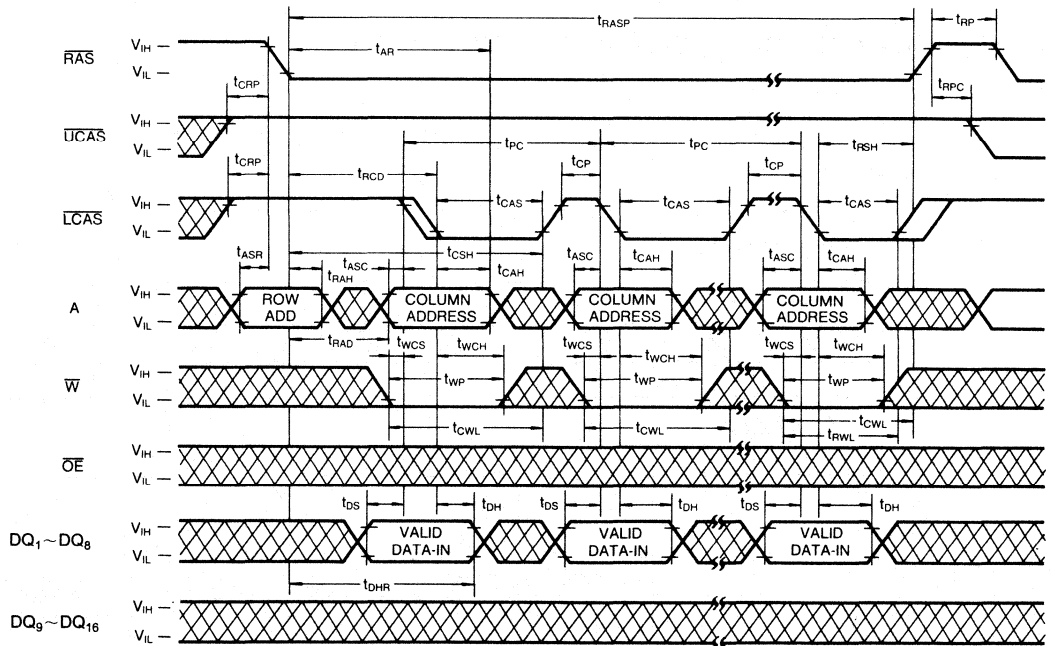 tRASP
tRP
tAR
RAS
VIH
VIL
tCRP
tRPC
UCAS
VIH
VIL
tCRP
tRCD
tPC
tCP
tPC
tCP
tRSH
LCAS
VIH
VIL
tCAS
tCAS
tCAS
tASR
tRAH
tASC
tCSH
tCAH
tASC
tCAH
tASC
tCAH
A
VIH
VIL
ROW ADD
COLUMN ADDRESS
COLUMN ADDRESS
COLUMN ADDRESS
tRAD
tWCS
tWCH
tWCS
tWCH
tWCS
tWCH
W
VIH
VIL
tWP
tWP
tWP
tCWL
tCWL
tCWL
tRWL
OE
VIH
VIL
tDS
tDH
tDS
tDH
tDS
tDH
DQ1~DQ8
VIH
VIL
VALID DATA-IN
VALID DATA-IN
VALID DATA-IN
tDHR
DQ9~DQ16
VIH
VIL